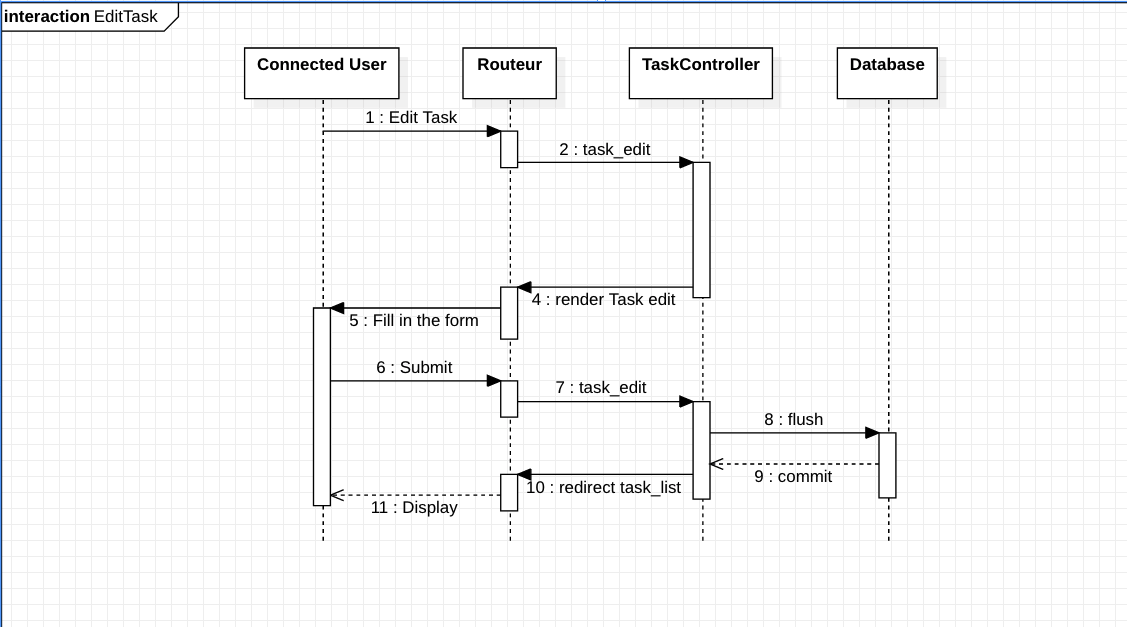 interaction EditTask
Connected User
Routeur
TaskController
Database
1 : Edit Task
2 : task_edit
4 : render Task edit
5 : Fill in the form
6 : Submit
7 : task_edit
8 : flush
9 : commit
10 : redirect task_list
11 : Display